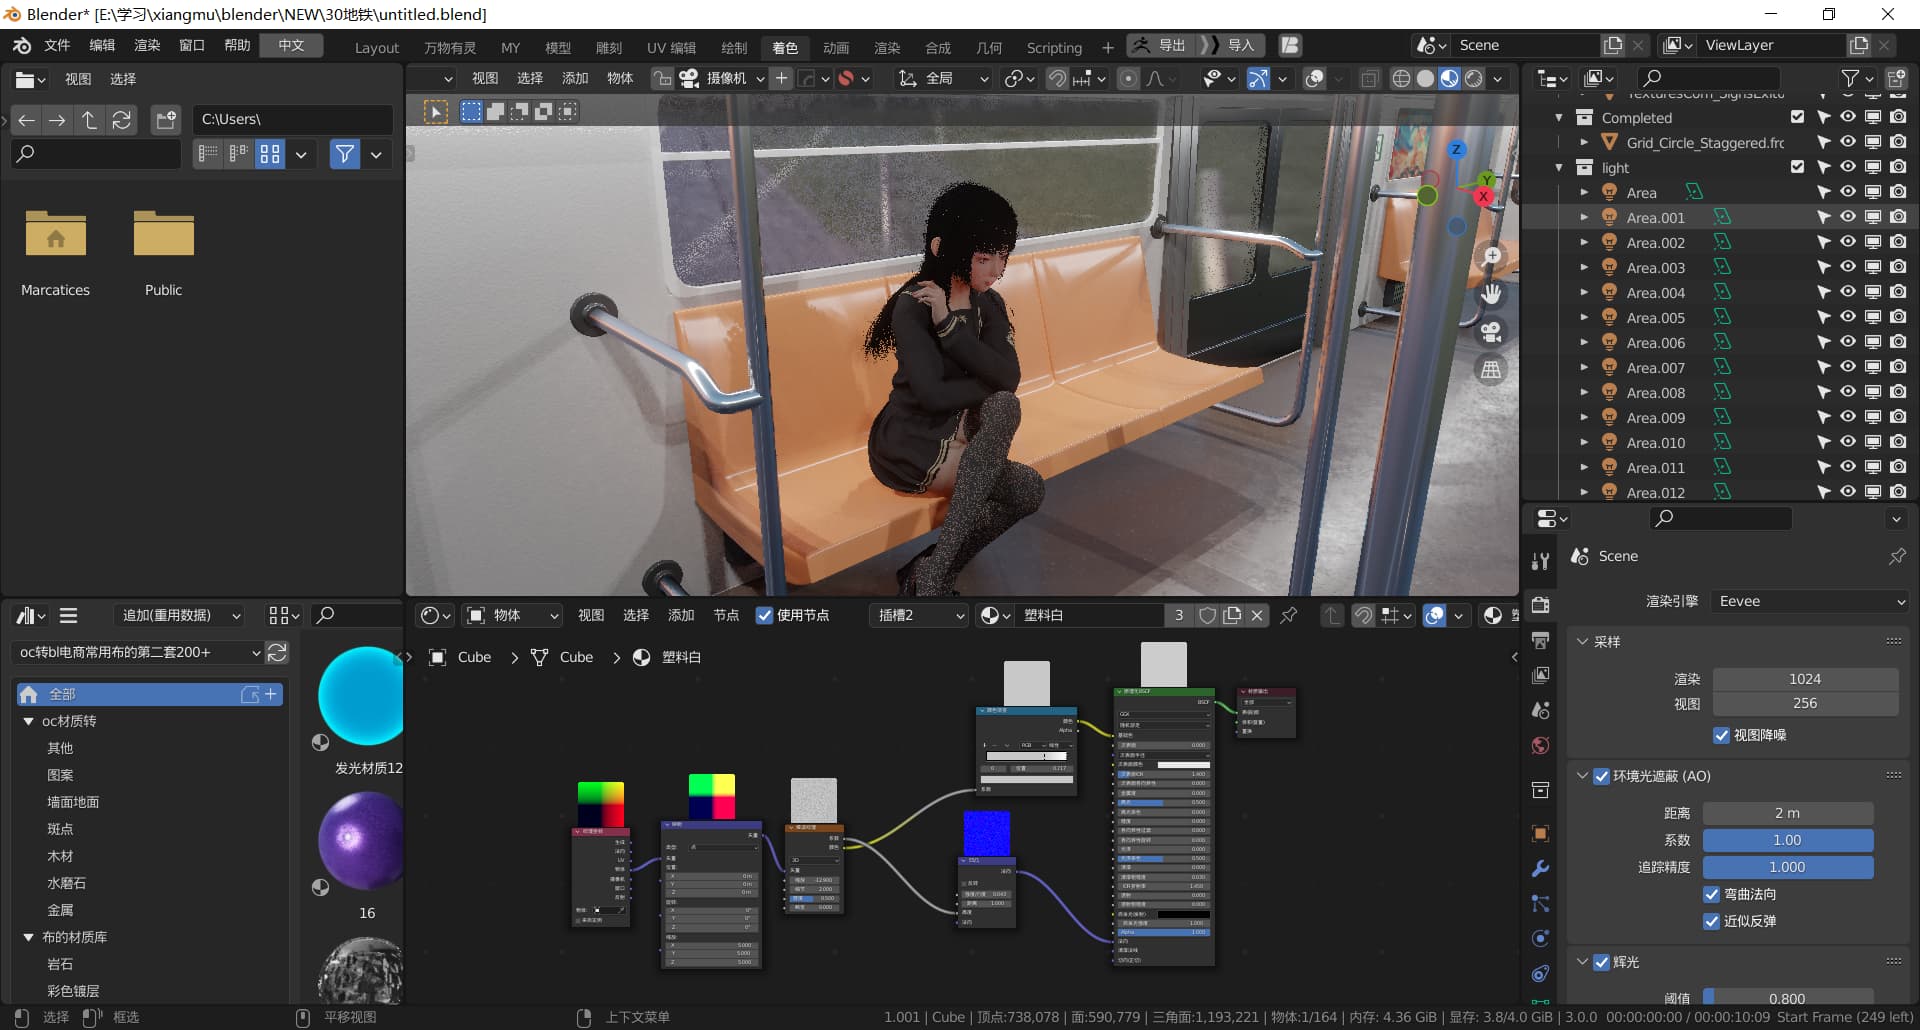 Blender* [E:\学习\xiangmu\blender\NEW\30地铁\untitled.blend]
文件 编辑 渲染 窗口 帮助 中文 Layout 万物有灵 MY 模型 雕刻 UV 编辑 绘制 着色 动画 渲染 合成 几何 Scripting 导出 导入 Scene ViewLayer
视图 选择
视图 选择 添加 物体 摄像机 全局
C:\Users\
Marcatices Public
Z
Y
X
Completed
Grid_Circle_Staggered.frc
light
Area
Area.001
Area.002
Area.003
Area.004
Area.005
Area.006
Area.007
Area.008
Area.009
Area.010
Area.011
Area.012
Scene
渲染引擎 Eevee
采样
渲染 1024
视图 256
视图降噪
环境光遮蔽 (AO)
距离 2 m
系数 1.00
追踪精度 1.000
弯曲法向
近似反弹
辉光
阈值 0.800
追加(重用数据)
oc转bl电商常用布的第二套200+
全部
oc材质转
其他
图案
墙面地面
斑点
木材
水磨石
金属
布的材质库
岩石
彩色镀层
发光材质12
16
物体 视图 选择 添加 节点 使用节点 插槽2 塑料白 3
Cube Cube 塑料白
选择 框选 平移视图 上下文菜单
1.001 | Cube | 顶点:738,078 | 面:590,779 | 三角面:1,193,221 | 物体:1/164 | 内存: 4.36 GiB | 显存: 3.8/4.0 GiB | 3.0.0 00:00:00:00 / 00:00:10:09 Start Frame (249 left)